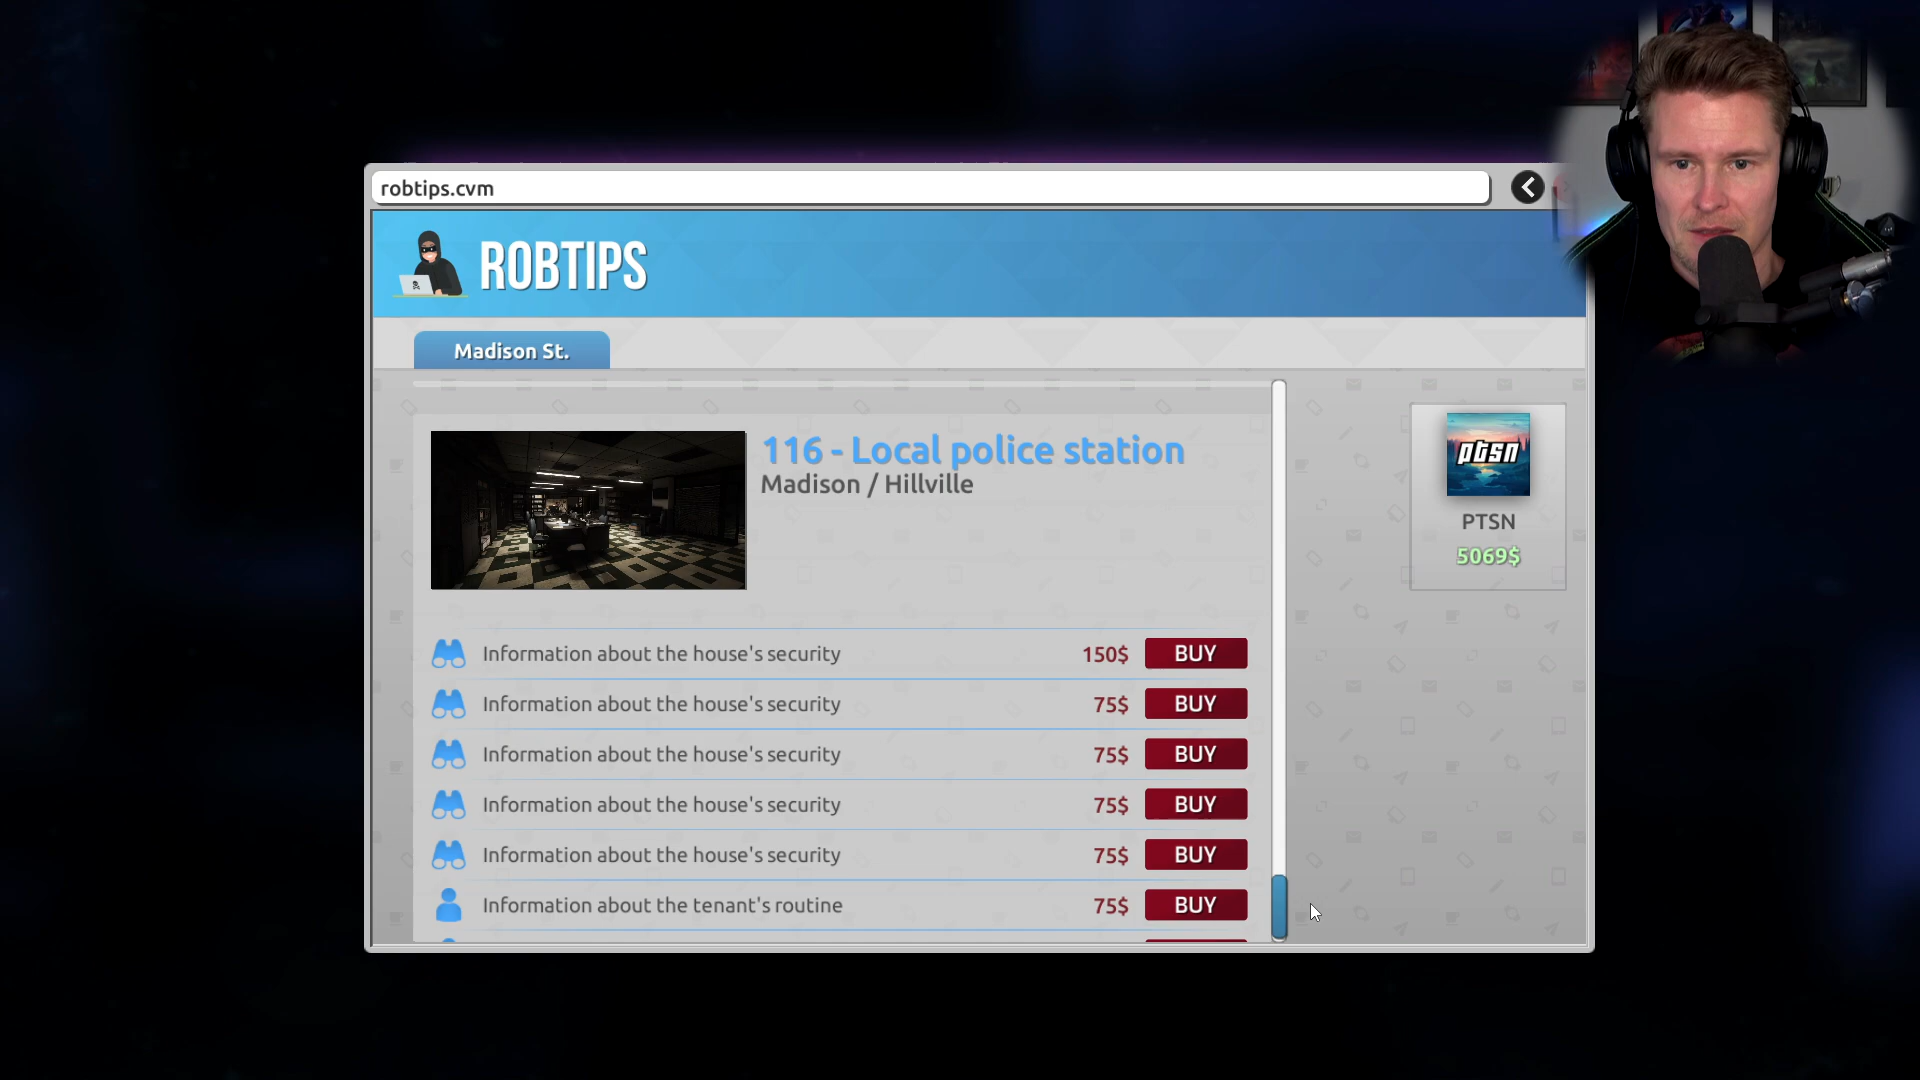 robtips.cvm
ROBTIPS
Madison St.
116 - Local police station
Madison / Hillville
ptsn
PTSN
5069$
Information about the house's security 150$ BUY
Information about the house's security 75$ BUY
Information about the house's security 75$ BUY
Information about the house's security 75$ BUY
Information about the house's security 75$ BUY
Information about the tenant's routine 75$ BUY